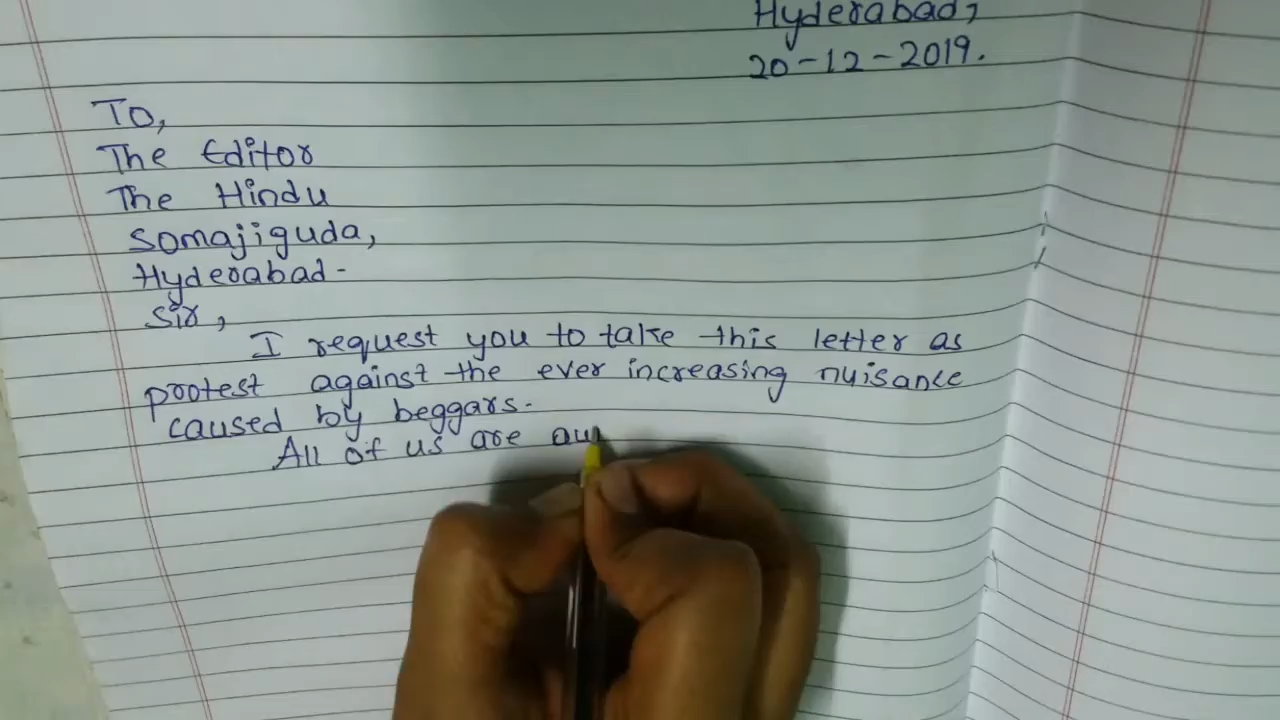 Hyderabad,
20-12-2019.
To,
The Editor
The Hindu
Somajiguda,
Hyderabad-
Sir,
I request you to take this letter as
protest against the ever increasing nuisance
caused by beggars.
All of us are